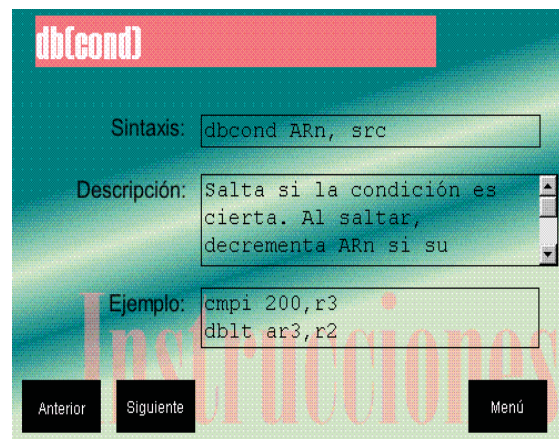 db(cond)
Sintaxis: dbcond ARn, src
Descripción: Salta si la condición es
cierta. Al saltar,
decrementa ARn si su
Ejemplo: cmpi 200,r3
dblt ar3,r2
Instrucciones
Anterior Siguiente Menú